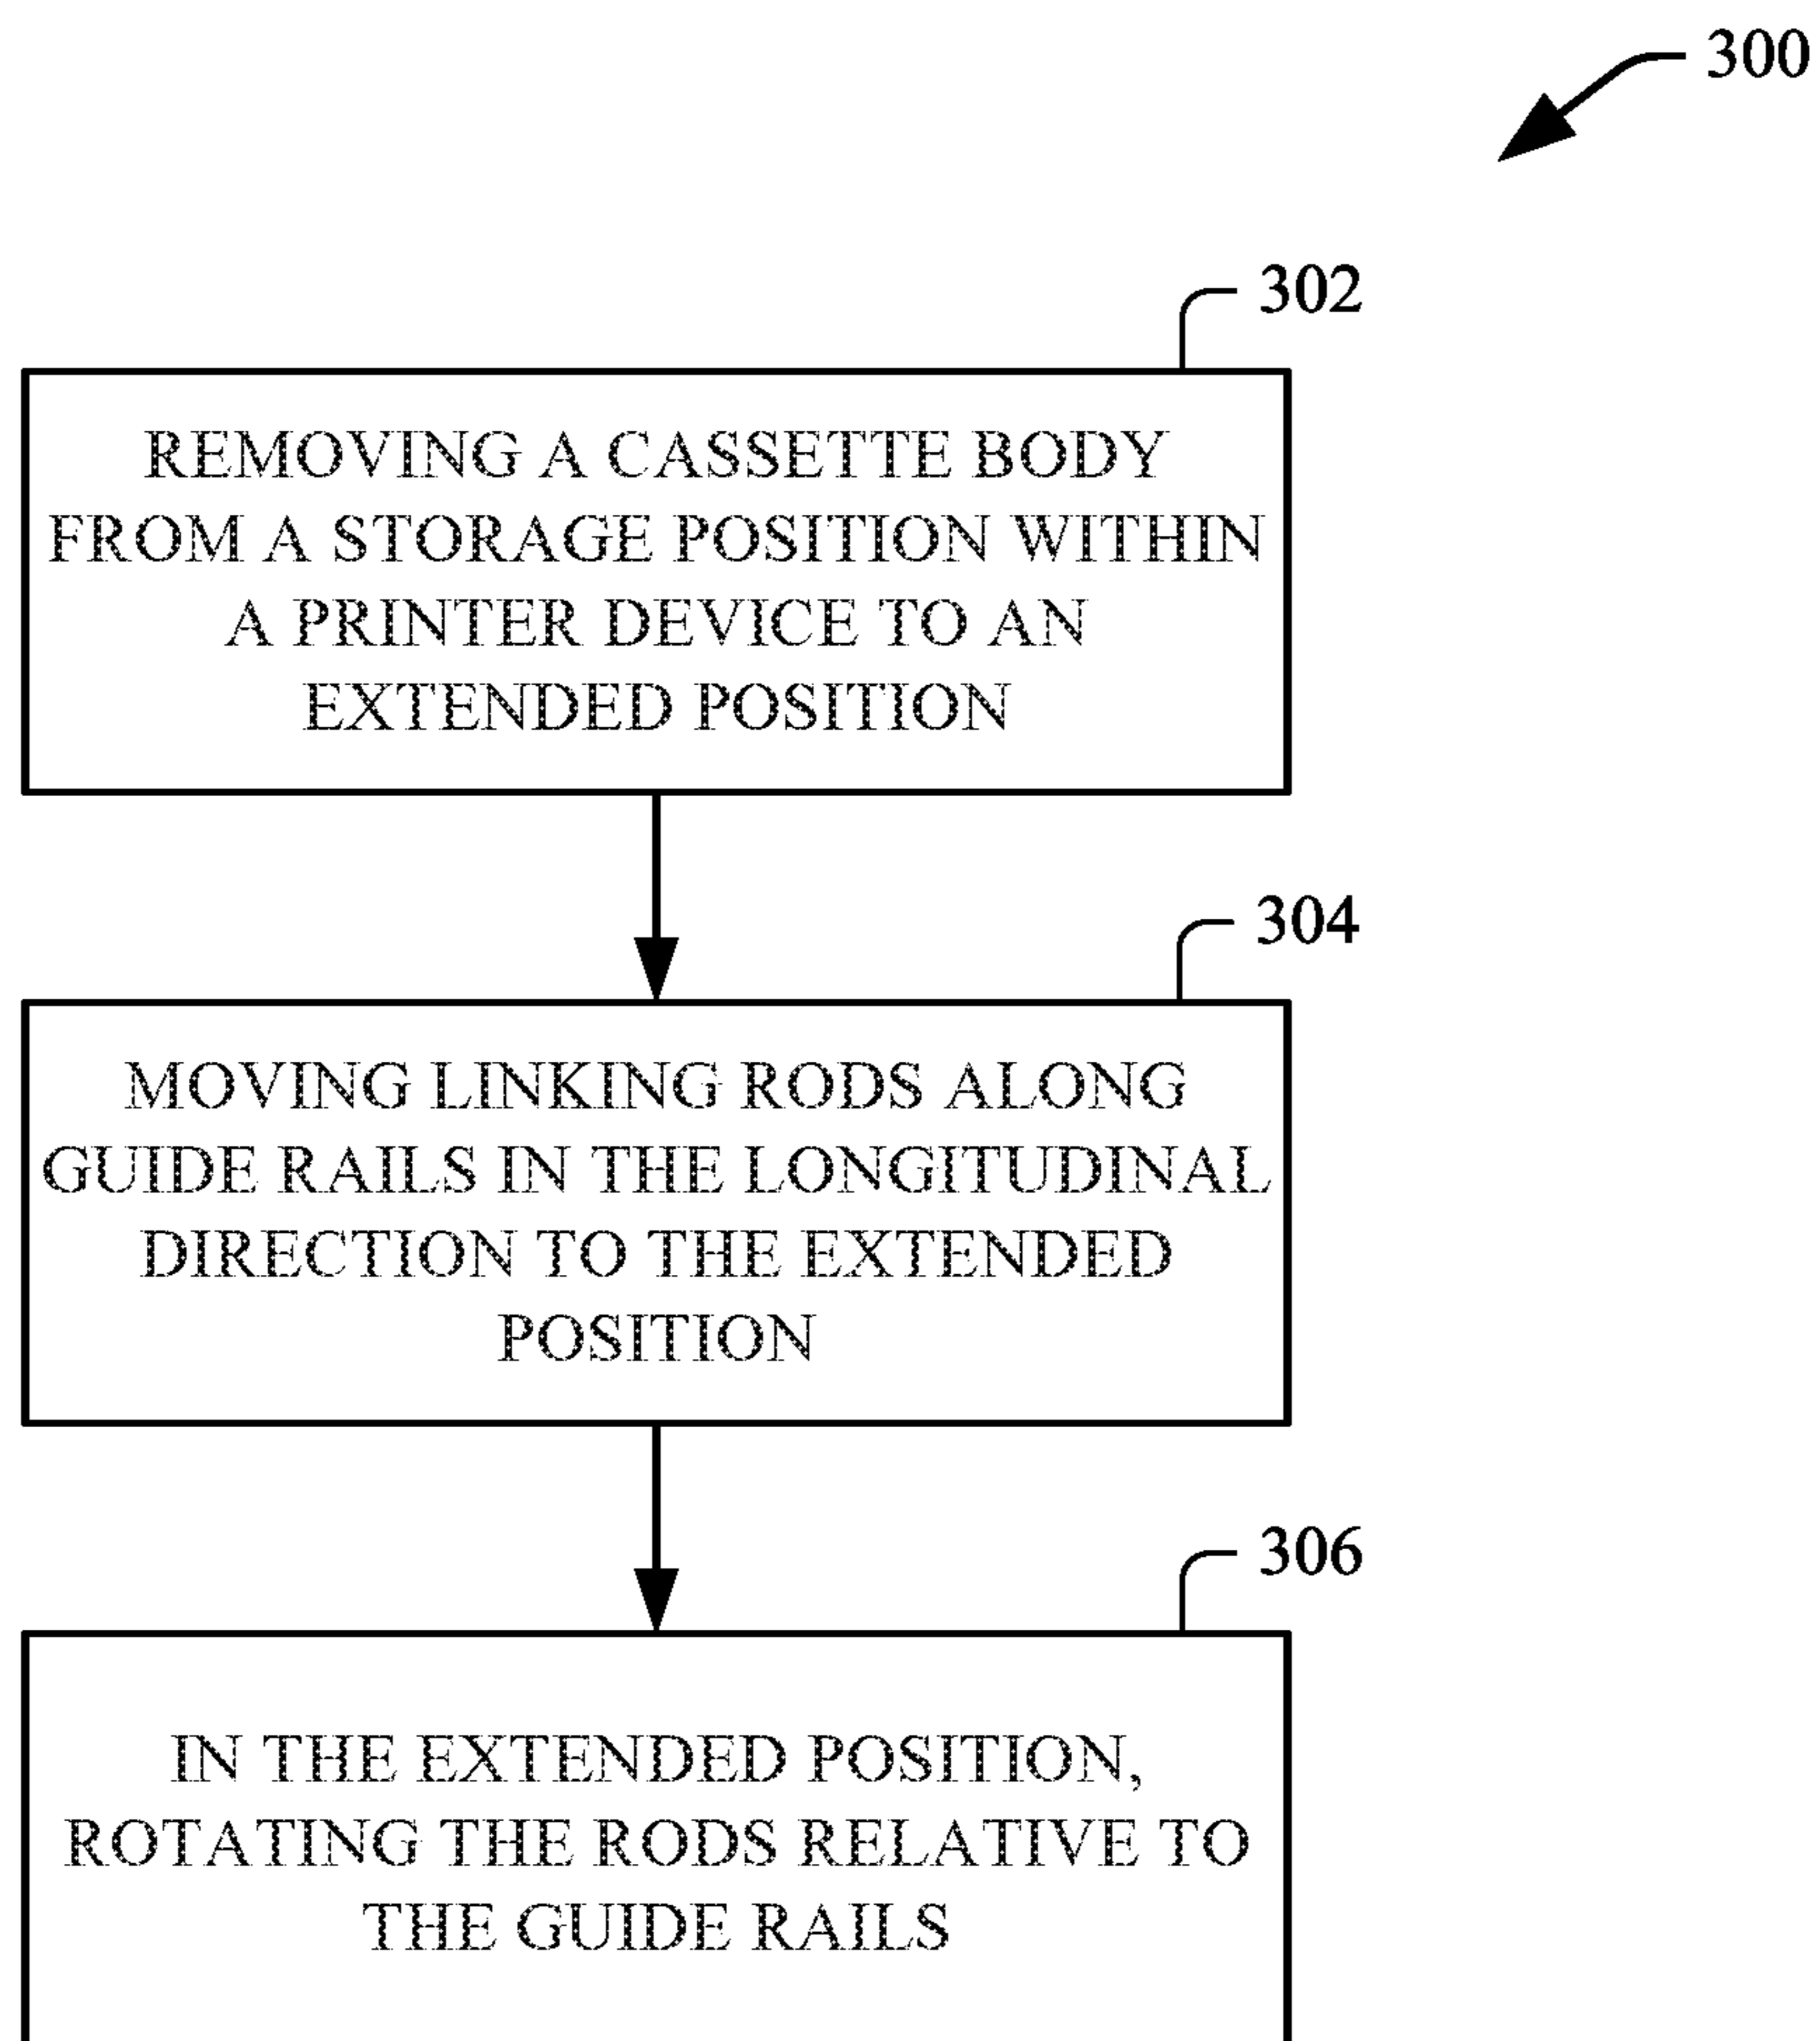 300
302
REMOVING A CASSETTE BODY
FROM A STORAGE POSITION WITHIN
A PRINTER DEVICE TO AN
EXTENDED POSITION
304
MOVING LINKING RODS ALONG
GUIDE RAILS IN THE LONGITUDINAL
DIRECTION TO THE EXTENDED
POSITION
306
IN THE EXTENDED POSITION,
ROTATING THE RODS RELATIVE TO
THE GUIDE RAILS